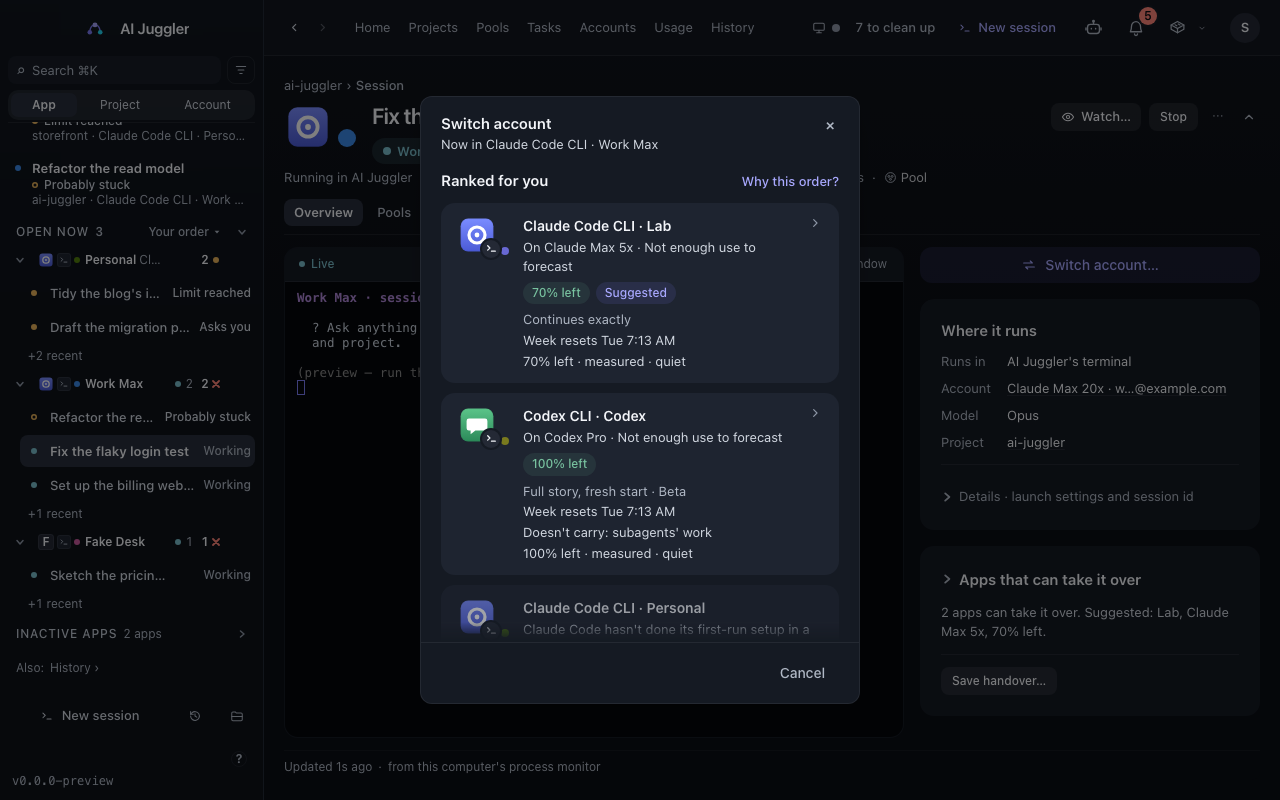 AI Juggler
Search ⌘K
App Project Account
Limit reached
storefront · Claude Code CLI · Perso...
Refactor the read model
Probably stuck
ai-juggler · Claude Code CLI · Work ...
OPEN NOW 3 Your order
Personal Cl... 2
Tidy the blog's i... Limit reached
Draft the migration p... Asks you
+2 recent
Work Max 2 2
Refactor the re... Probably stuck
Fix the flaky login test Working
Set up the billing web... Working
+1 recent
F Fake Desk 1 1
Sketch the pricin... Working
+1 recent
INACTIVE APPS 2 apps
Also: History ›
New session
?
v0.0.0-preview
Home Projects Pools Tasks Accounts Usage History
7 to clean up New session 5 S
ai-juggler › Session
Fix th
Watch... Stop ...
Wor
Running in AI Juggler s · Pool
Overview Pools
Live ndow
Work Max · sessi
? Ask anything
and project.
(preview — run th
Switch account
Now in Claude Code CLI · Work Max
Ranked for you Why this order?
Claude Code CLI · Lab
On Claude Max 5x · Not enough use to
forecast
70% left Suggested
Continues exactly
Week resets Tue 7:13 AM
70% left · measured · quiet
Codex CLI · Codex
On Codex Pro · Not enough use to forecast
100% left
Full story, fresh start · Beta
Week resets Tue 7:13 AM
Doesn't carry: subagents' work
100% left · measured · quiet
Claude Code CLI · Personal
Claude Code hasn't done its first-run setup in a
Cancel
Switch account...
Where it runs
Runs in AI Juggler's terminal
Account Claude Max 20x · w...@example.com
Model Opus
Project ai-juggler
Details · launch settings and session id
Apps that can take it over
2 apps can take it over. Suggested: Lab, Claude
Max 5x, 70% left.
Save handover...
Updated 1s ago · from this computer's process monitor